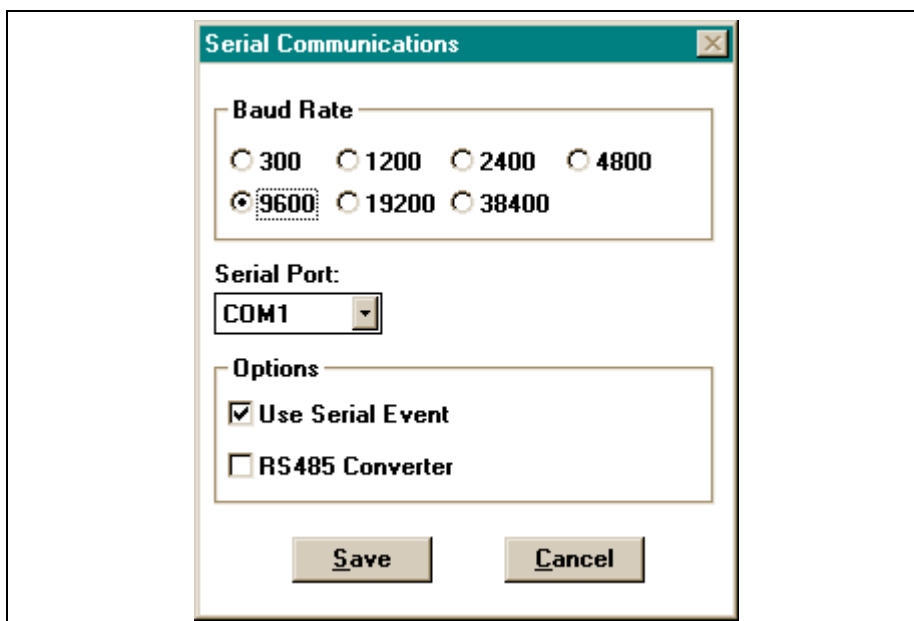 Serial Communications
Baud Rate
300 1200 2400 4800
9600 19200 38400
Serial Port:
COM1
Options
Use Serial Event
RS485 Converter
Save Cancel